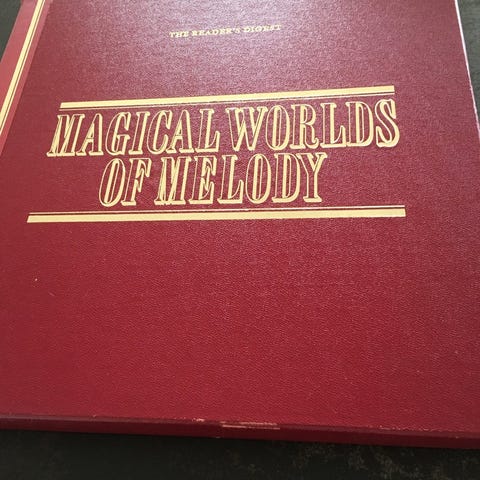 THE READER'S DIGEST
MAGICAL WORLDS
OF MELODY